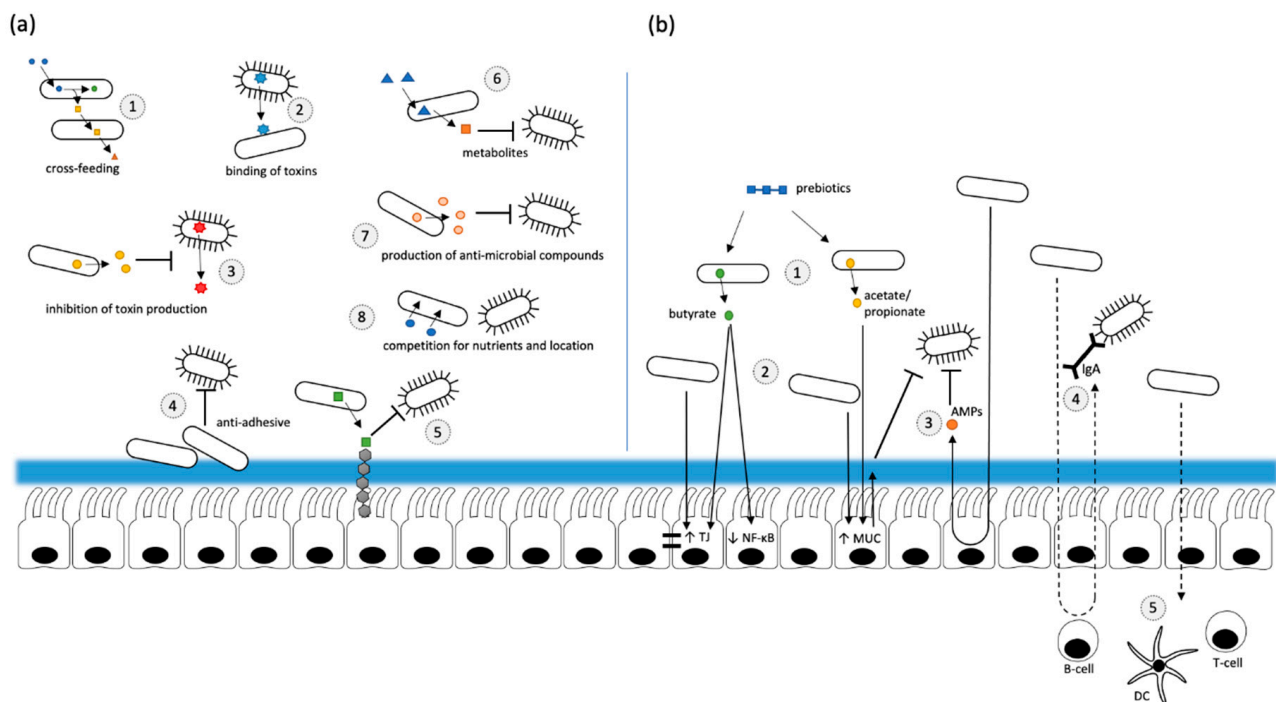 (a)
1
cross-feeding
2
binding of toxins
6
metabolites
3
inhibition of toxin production
7
production of anti-microbial compounds
8
competition for nutrients and location
4
anti-adhesive
5
(b)
prebiotics
1
butyrate
acetate/
propionate
2
3
AMPs
IgA
4
↑ TJ
↓ NF-κB
↑ MUC
5
B-cell
DC
T-cell